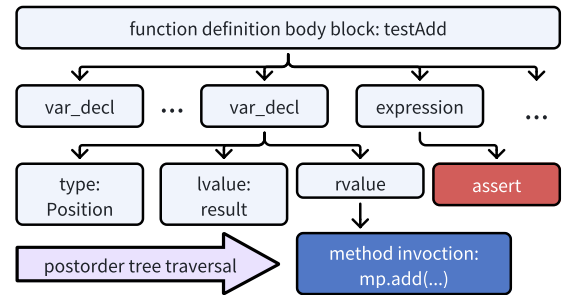 function definition body block: testAdd
var_decl
...
var_decl
expression
...
type:
Position
lvalue:
result
rvalue
assert
postorder tree traversal
method invoction:
mp.add(...)